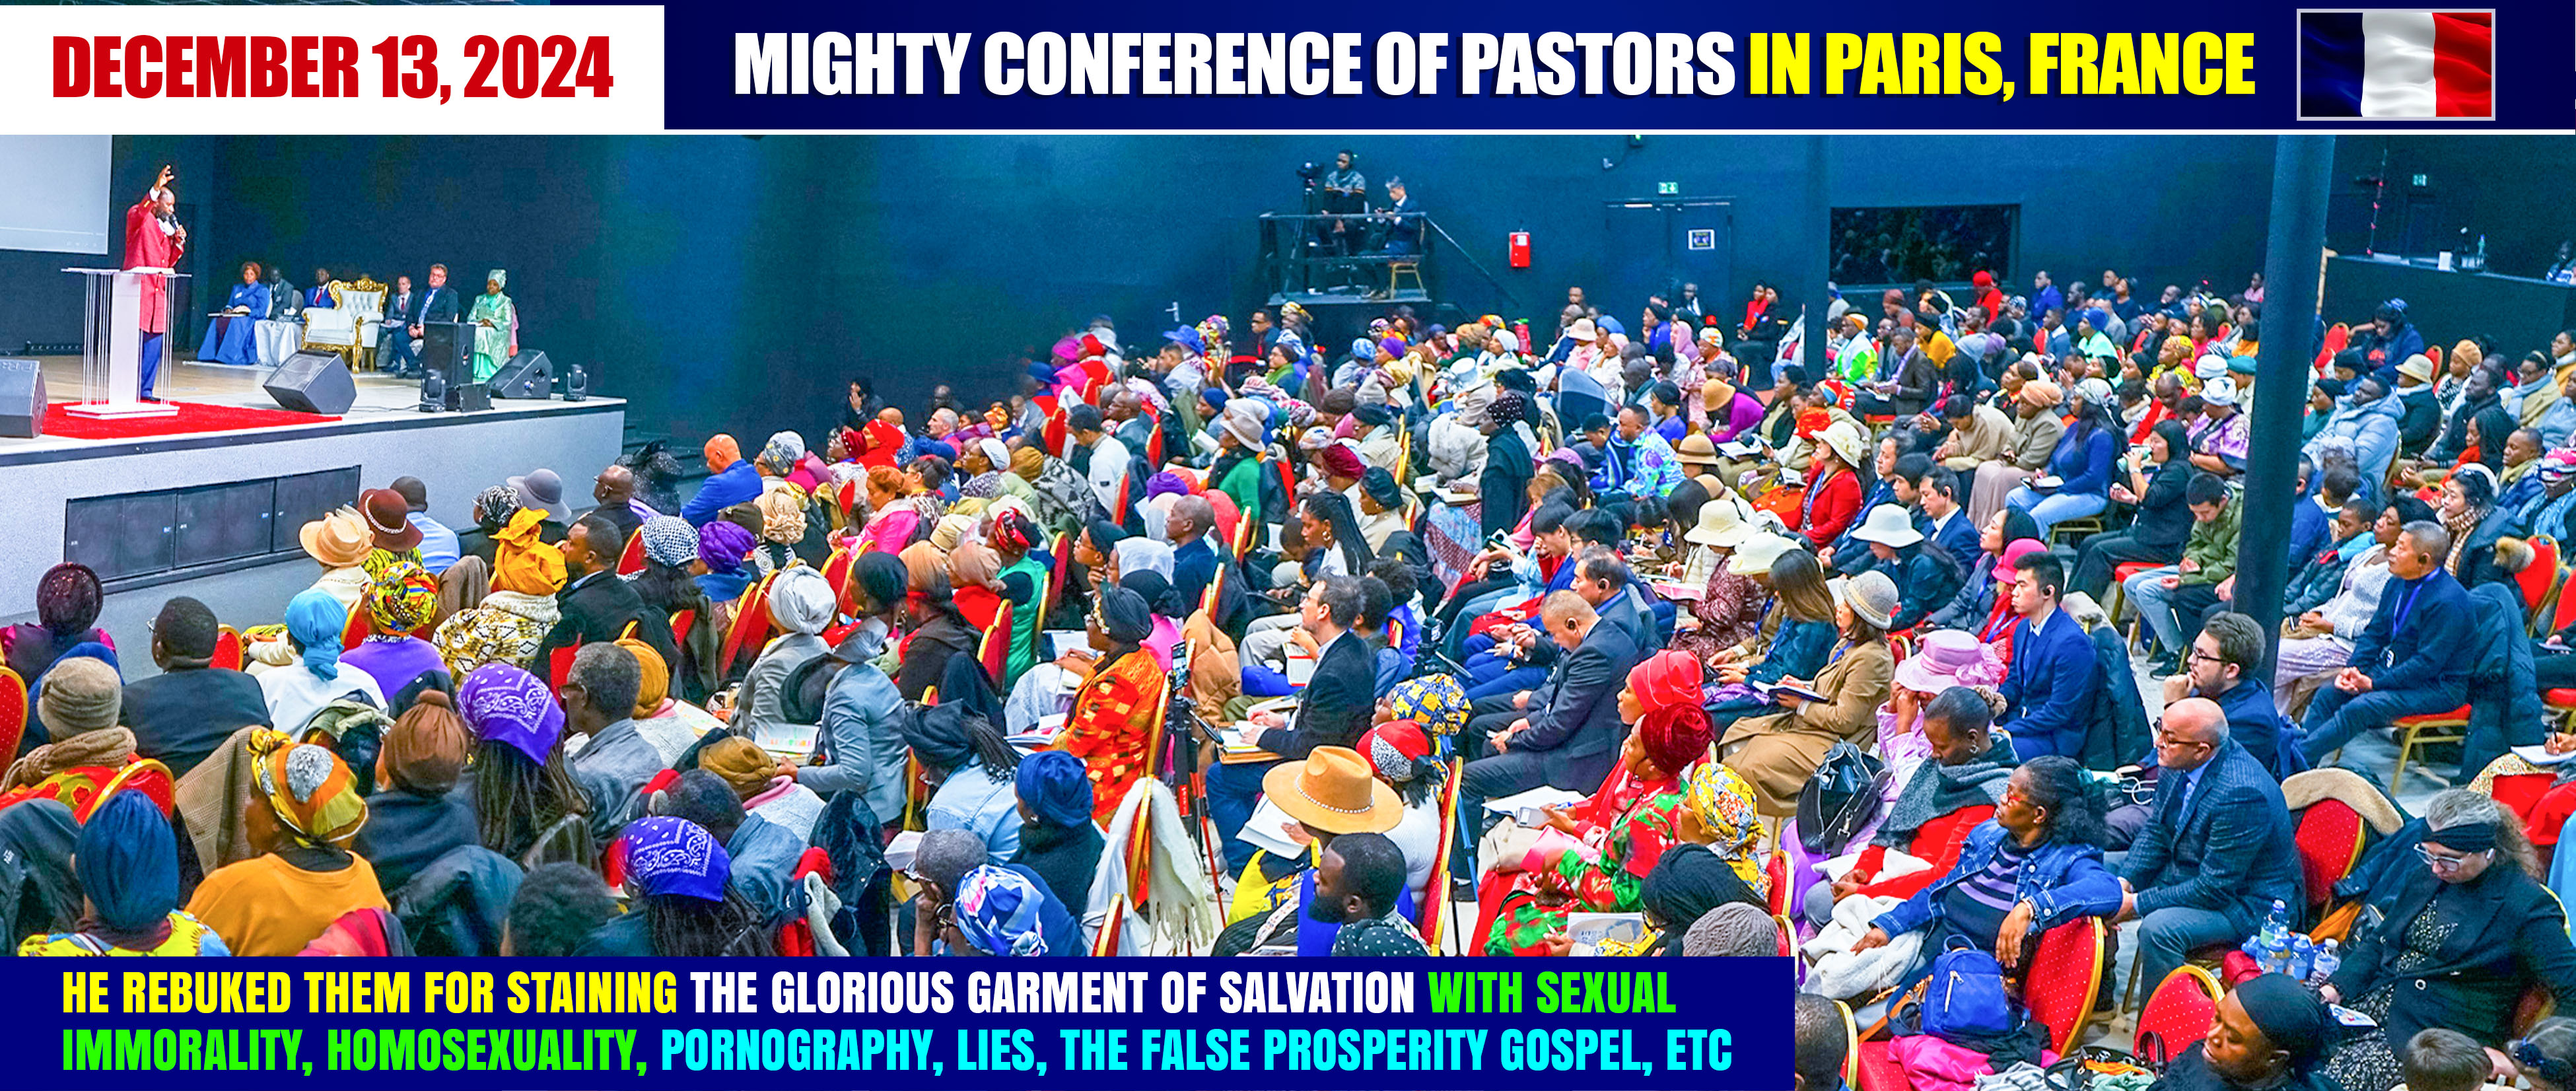 DECEMBER 13, 2024
MIGHTY CONFERENCE OF PASTORS IN PARIS, FRANCE
HE REBUKED THEM FOR STAINING THE GLORIOUS GARMENT OF SALVATION WITH SEXUAL
IMMORALITY, HOMOSEXUALITY, PORNOGRAPHY, LIES, THE FALSE PROSPERITY GOSPEL, ETC